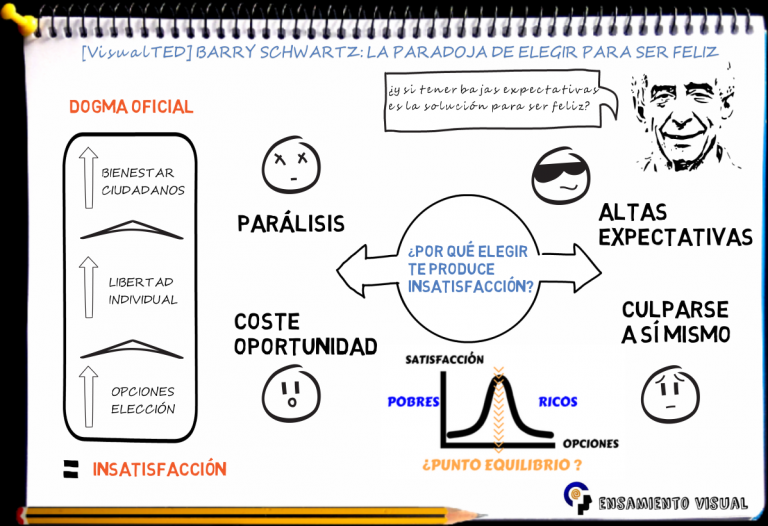 [VisualTED] BARRY SCHWARTZ: LA PARADOJA DE ELEGIR PARA SER FELIZ
DOGMA OFICIAL
¿y si tener bajas expectativas
es la solución para ser feliz?
BIENESTAR
CIUDADANOS
LIBERTAD
INDIVIDUAL
OPCIONES
ELECCIÓN
= INSATISFACCIÓN
PARÁLISIS
ALTAS
EXPECTATIVAS
¿POR QUÉ ELEGIR
TE PRODUCE
INSATISFACCIÓN?
COSTE
OPORTUNIDAD
CULPARSE
A SÍ MISMO
SATISFACCIÓN
POBRES
RICOS
OPCIONES
¿PUNTO EQUILIBRIO ?
PENSAMIENTO VISUAL